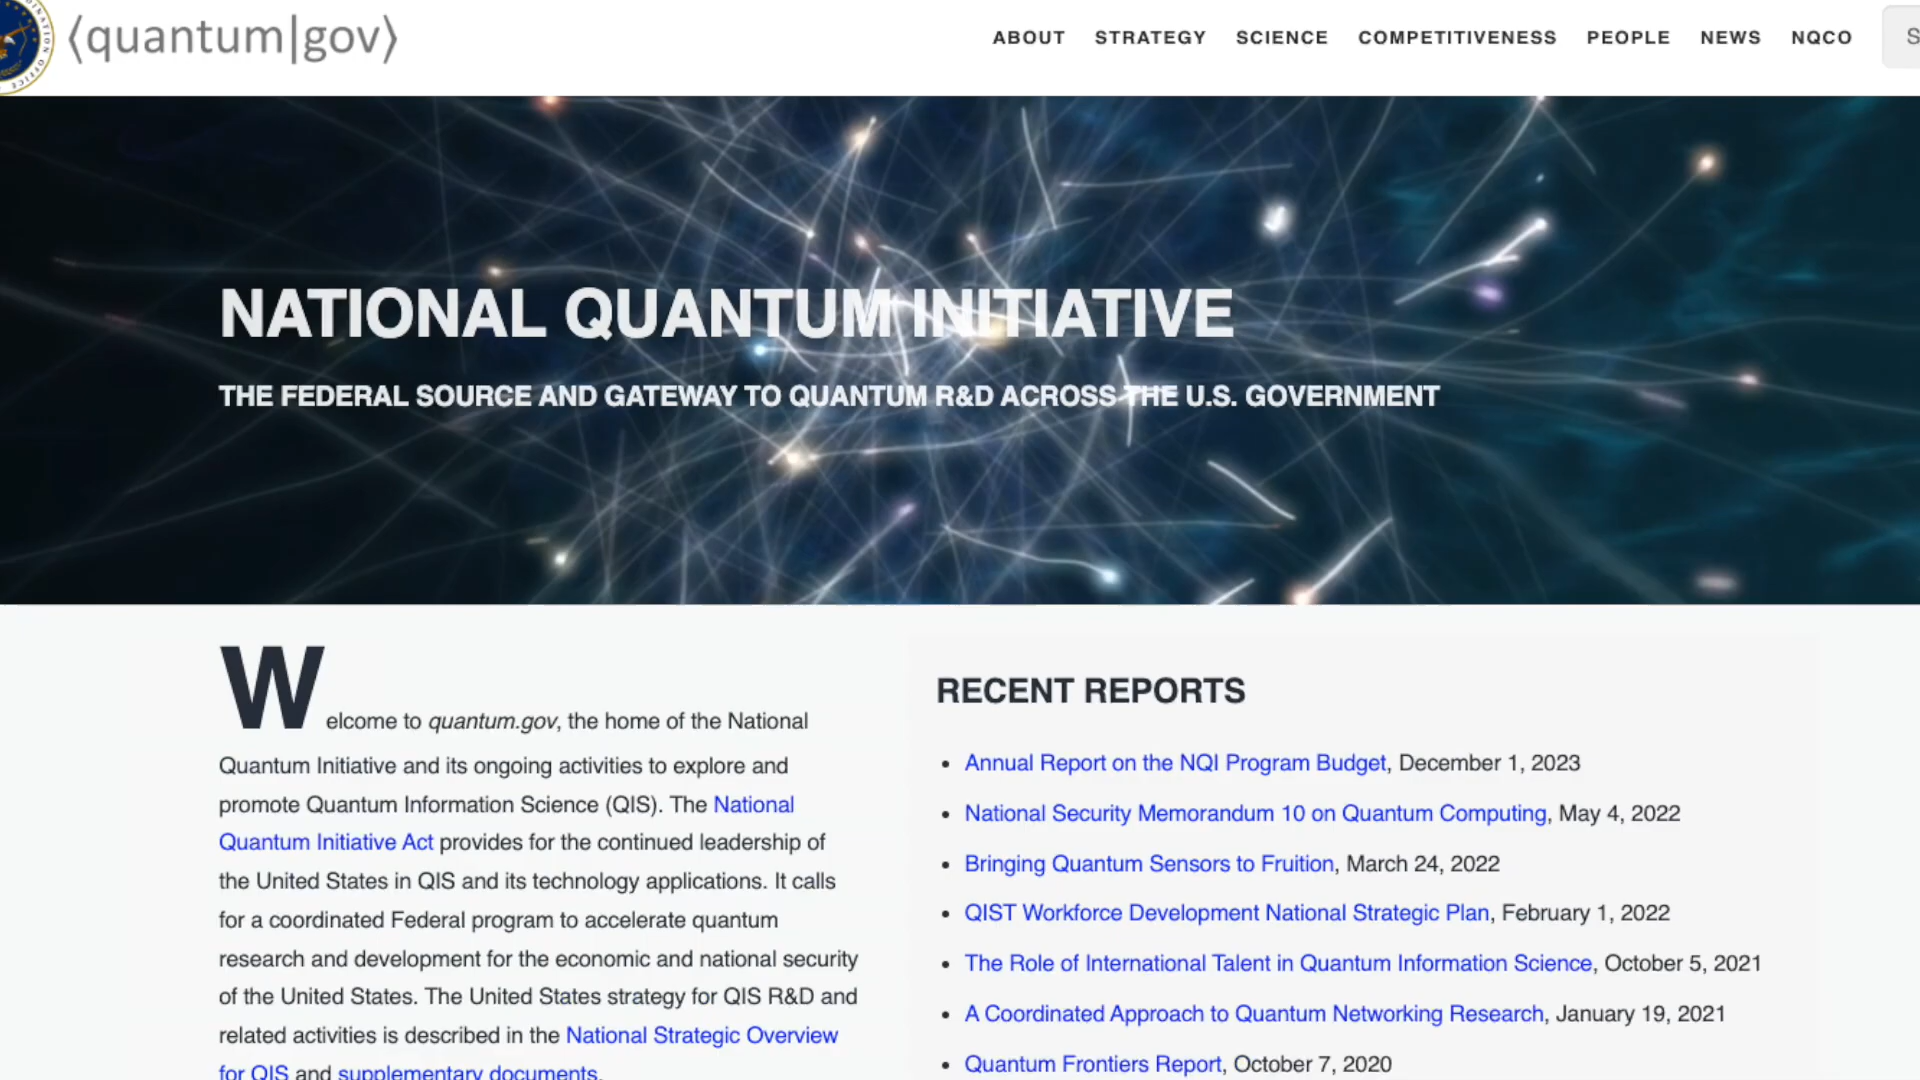 ⟨quantum|gov⟩
ABOUT STRATEGY SCIENCE COMPETITIVENESS PEOPLE NEWS NQCO S
NATIONAL QUANTUM INITIATIVE
THE FEDERAL SOURCE AND GATEWAY TO QUANTUM R&D ACROSS THE U.S. GOVERNMENT
Welcome to quantum.gov, the home of the National
Quantum Initiative and its ongoing activities to explore and
promote Quantum Information Science (QIS). The National
Quantum Initiative Act provides for the continued leadership of
the United States in QIS and its technology applications. It calls
for a coordinated Federal program to accelerate quantum
research and development for the economic and national security
of the United States. The United States strategy for QIS R&D and
related activities is described in the National Strategic Overview
for QIS and supplementary documents.
RECENT REPORTS
• Annual Report on the NQI Program Budget, December 1, 2023
• National Security Memorandum 10 on Quantum Computing, May 4, 2022
• Bringing Quantum Sensors to Fruition, March 24, 2022
• QIST Workforce Development National Strategic Plan, February 1, 2022
• The Role of International Talent in Quantum Information Science, October 5, 2021
• A Coordinated Approach to Quantum Networking Research, January 19, 2021
• Quantum Frontiers Report, October 7, 2020